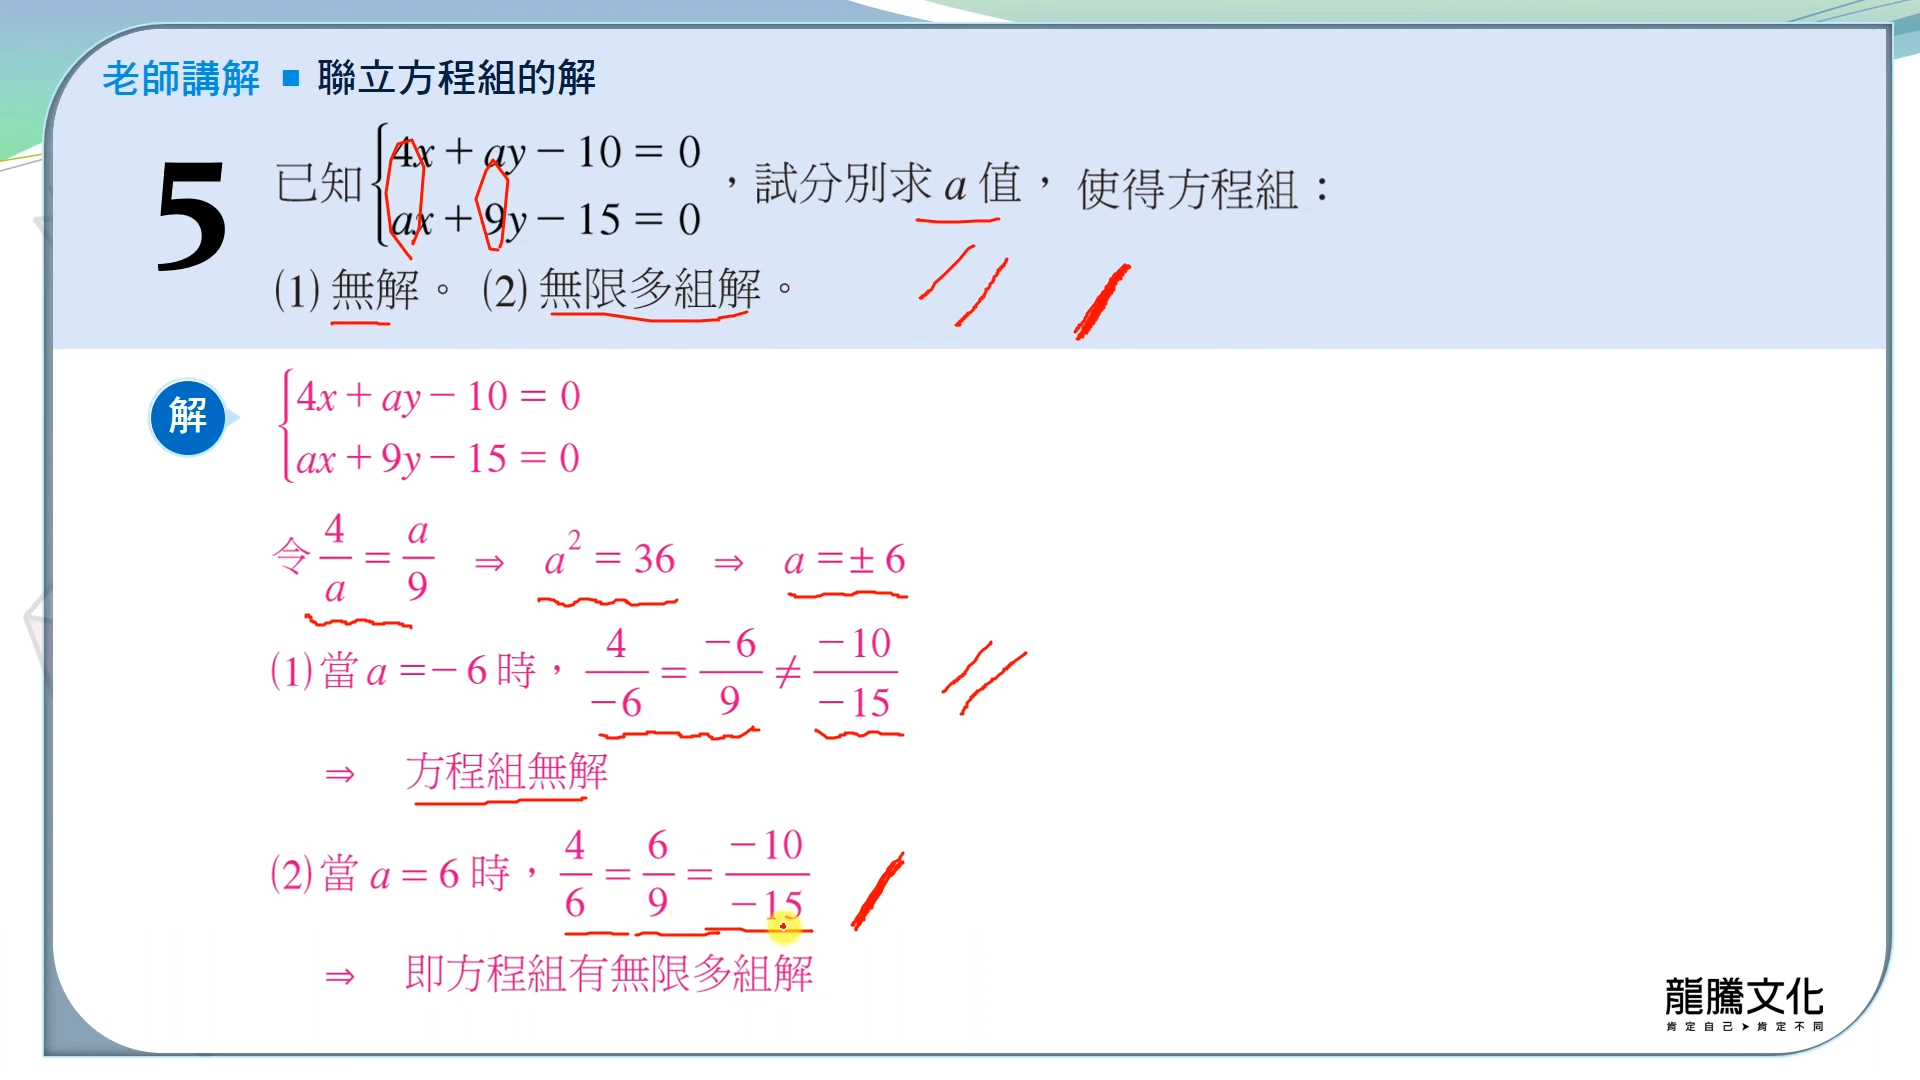 老師講解 ■ 聯立方程組的解
5 已知 { 4x + ay − 10 = 0
ax + 9y − 15 = 0 ，試分別求 a 值， 使得方程組：
(1) 無解。 (2) 無限多組解。
解 { 4x + ay − 10 = 0
ax + 9y − 15 = 0
令 4/a = a/9 ⇒ a² = 36 ⇒ a = ± 6
(1) 當 a = − 6 時， 4/−6 = −6/9 ≠ −10/−15
⇒ 方程組無解
(2) 當 a = 6 時， 4/6 = 6/9 = −10/−15
⇒ 即方程組有無限多組解
龍騰文化
肯定自己➤肯定不同